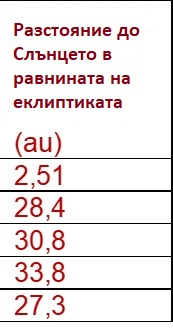 Разстояние до
Слънцето в
равнината на
еклиптиката
(au)
2,51
28,4
30,8
33,8
27,3